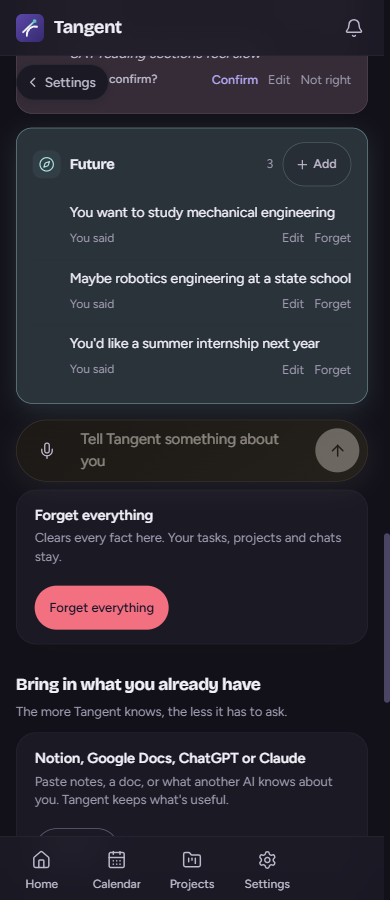 Tangent
Settings
confirm?
Confirm Edit Not right
Future
3
+ Add
You want to study mechanical engineering
You said
Edit Forget
Maybe robotics engineering at a state school
You said
Edit Forget
You'd like a summer internship next year
You said
Edit Forget
Tell Tangent something about
you
Forget everything
Clears every fact here. Your tasks, projects and chats
stay.
Forget everything
Bring in what you already have
The more Tangent knows, the less it has to ask.
Notion, Google Docs, ChatGPT or Claude
Paste notes, a doc, or what another AI knows about
you. Tangent keeps what's useful.
Home Calendar Projects Settings